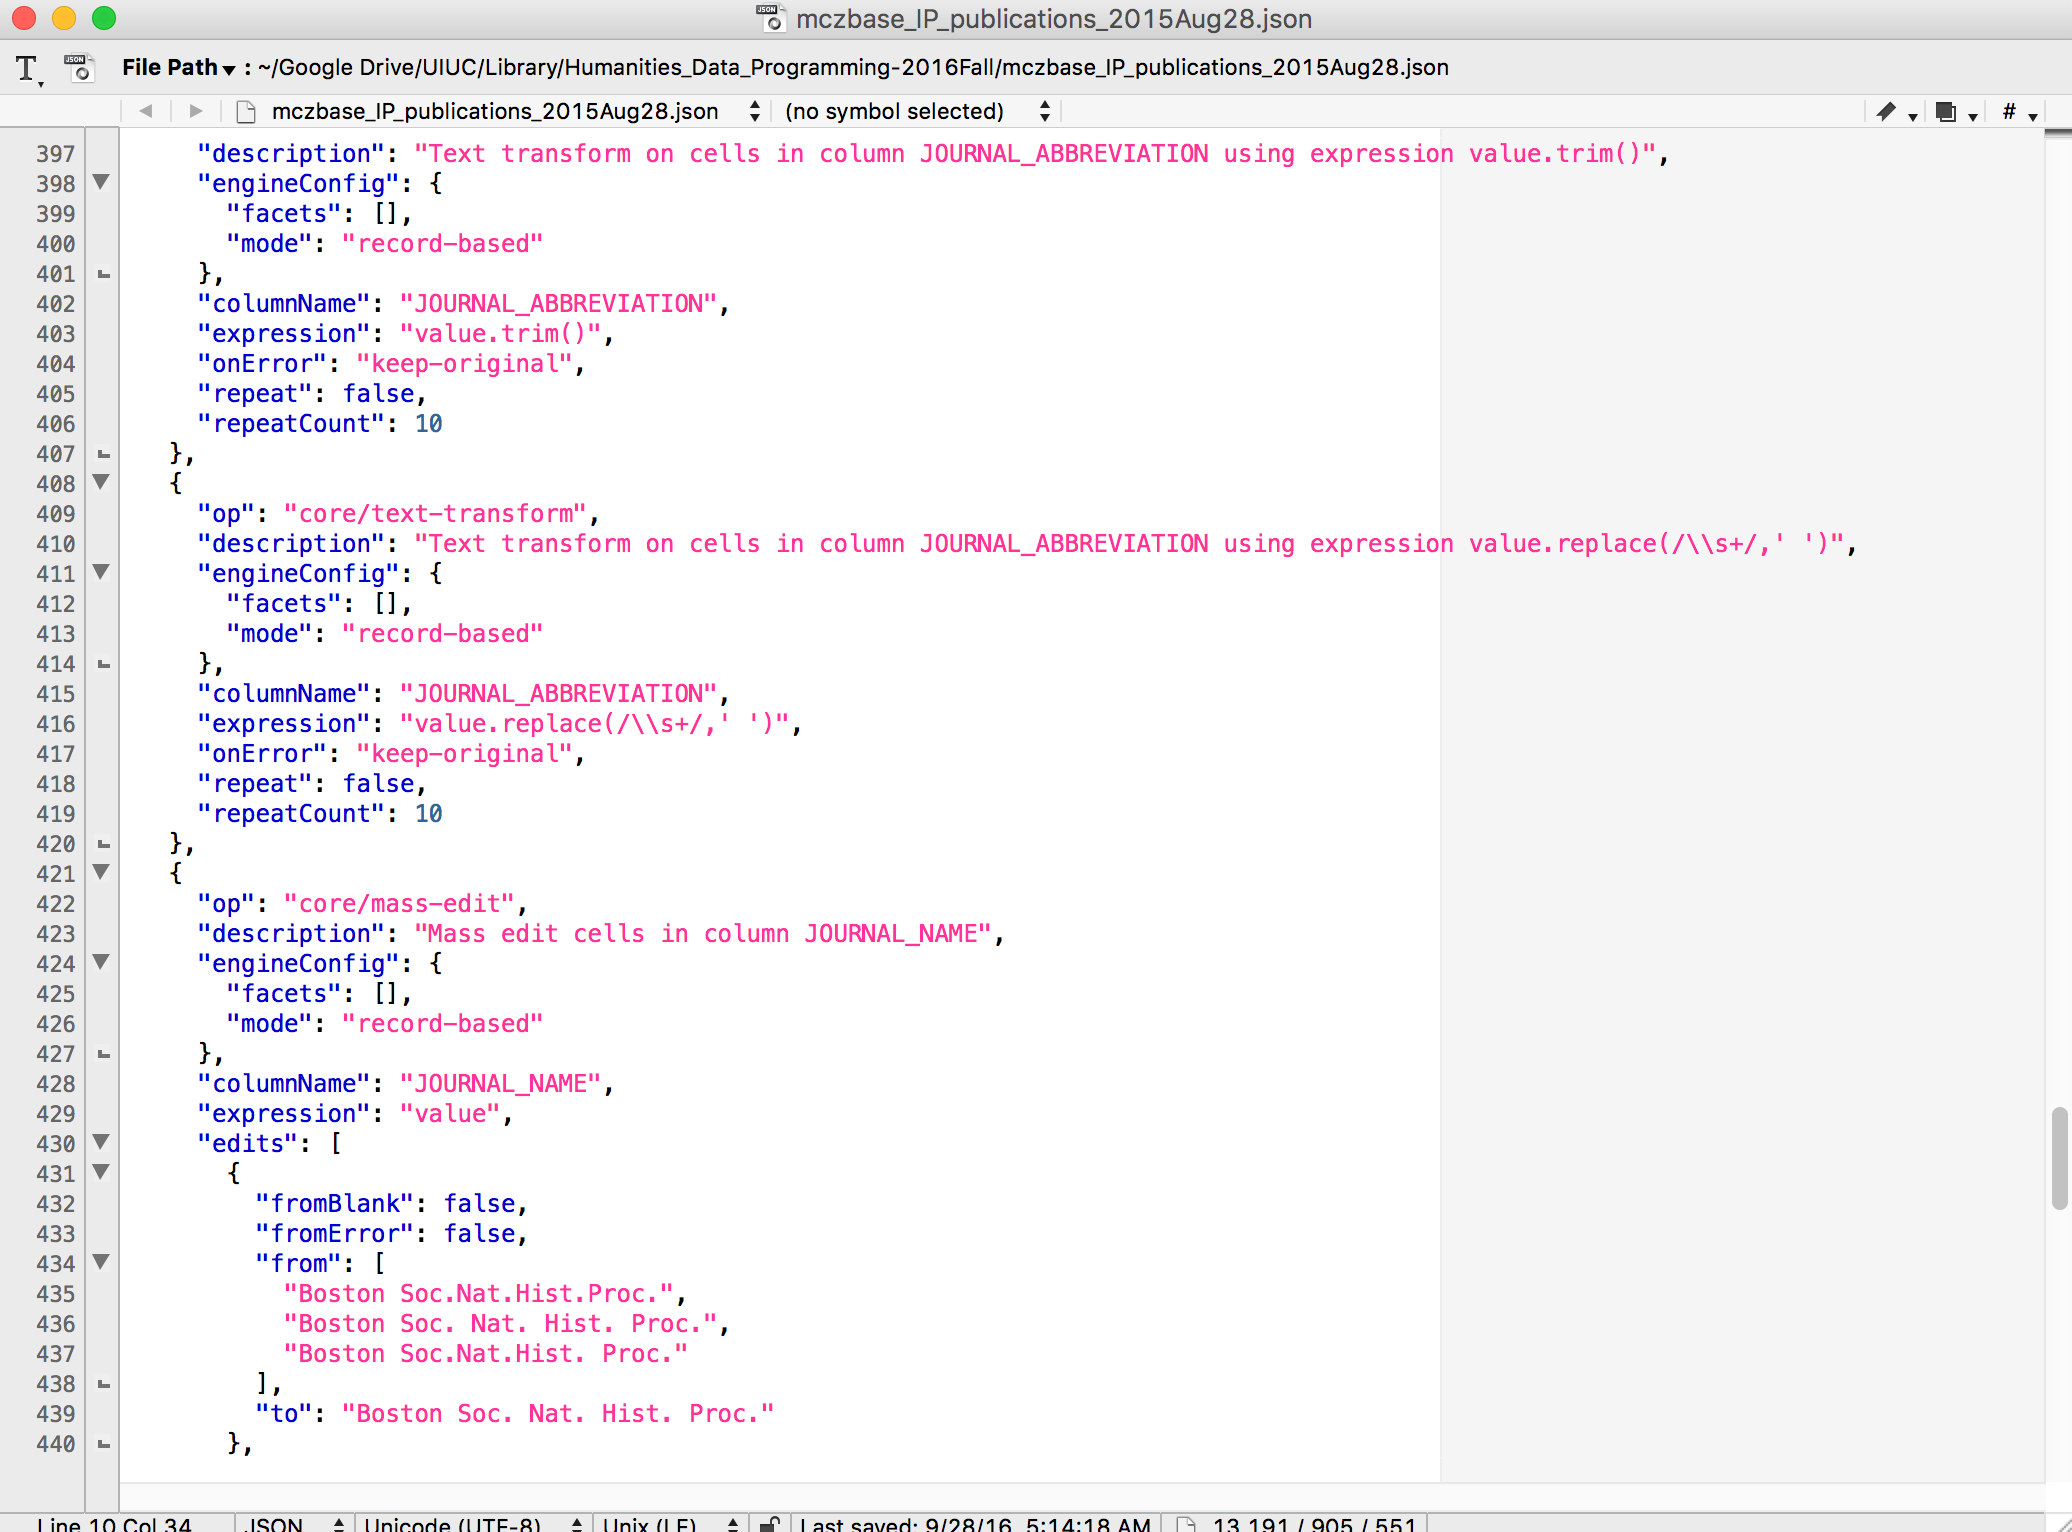 mczbase_IP_publications_2015Aug28.json
File Path : ~/Google Drive/UIUC/Library/Humanities_Data_Programming-2016Fall/mczbase_IP_publications_2015Aug28.json
mczbase_IP_publications_2015Aug28.json (no symbol selected) #
397 "description": "Text transform on cells in column JOURNAL_ABBREVIATION using expression value.trim()",
398 "engineConfig": {
399 "facets": [],
400 "mode": "record-based"
401 },
402 "columnName": "JOURNAL_ABBREVIATION",
403 "expression": "value.trim()",
404 "onError": "keep-original",
405 "repeat": false,
406 "repeatCount": 10
407 },
408 {
409 "op": "core/text-transform",
410 "description": "Text transform on cells in column JOURNAL_ABBREVIATION using expression value.replace(/\\s+/,' ')",
411 "engineConfig": {
412 "facets": [],
413 "mode": "record-based"
414 },
415 "columnName": "JOURNAL_ABBREVIATION",
416 "expression": "value.replace(/\\s+/,' ')",
417 "onError": "keep-original",
418 "repeat": false,
419 "repeatCount": 10
420 },
421 {
422 "op": "core/mass-edit",
423 "description": "Mass edit cells in column JOURNAL_NAME",
424 "engineConfig": {
425 "facets": [],
426 "mode": "record-based"
427 },
428 "columnName": "JOURNAL_NAME",
429 "expression": "value",
430 "edits": [
431 {
432 "fromBlank": false,
433 "fromError": false,
434 "from": [
435 "Boston Soc.Nat.Hist.Proc.",
436 "Boston Soc. Nat. Hist. Proc.",
437 "Boston Soc.Nat.Hist. Proc."
438 ],
439 "to": "Boston Soc. Nat. Hist. Proc."
440 },
Line 10 Col 34 JSON Unicode (UTF-8) Unix (LF) Last saved: 9/28/16, 5:14:18 AM 13,191 / 905 / 551